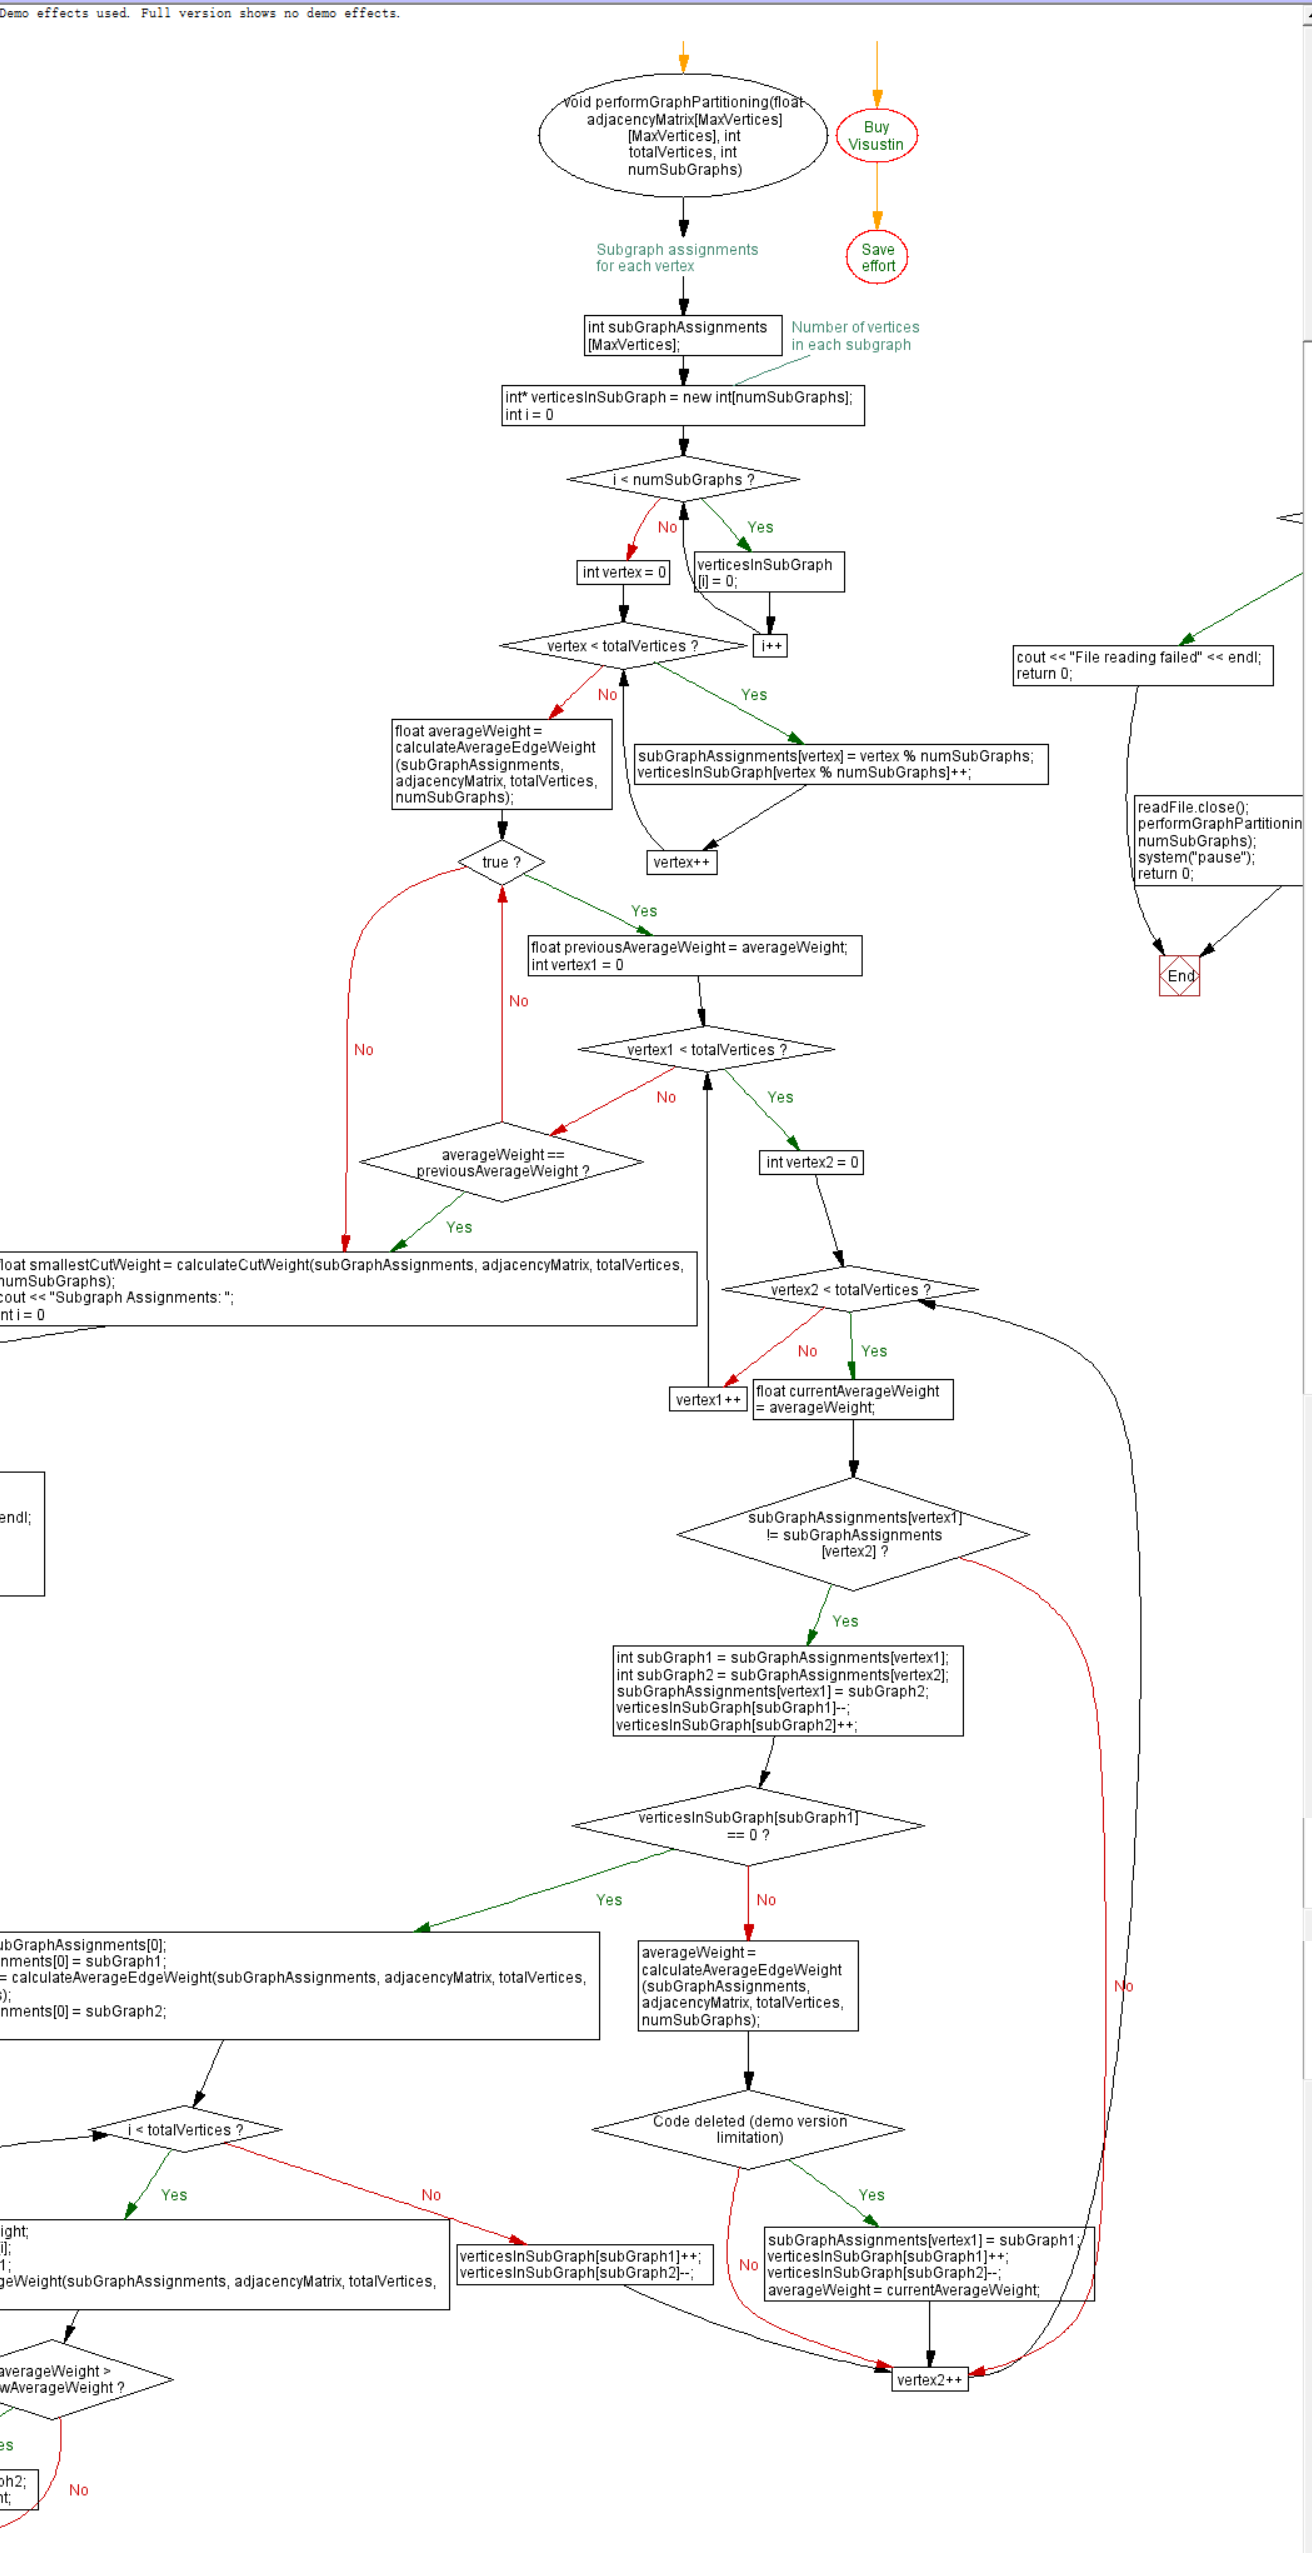 Demo effects used. Full version shows no demo effects.
void performGraphPartitioning(float
adjacencyMatrix[MaxVertices]
[MaxVertices], int
totalVertices, int
numSubGraphs)
Buy
Visustin
Save
effort
Subgraph assignments
for each vertex
int subGraphAssignments
[MaxVertices];
Number of vertices
in each subgraph
int* verticesInSubGraph = new int[numSubGraphs];
int i = 0
i < numSubGraphs ?
No
Yes
int vertex = 0
verticesInSubGraph
[i] = 0;
i++
vertex < totalVertices ?
No
Yes
cout << "File reading failed" << endl;
return 0;
float averageWeight =
calculateAverageEdgeWeight
(subGraphAssignments,
adjacencyMatrix, totalVertices,
numSubGraphs);
subGraphAssignments[vertex] = vertex % numSubGraphs;
verticesInSubGraph[vertex % numSubGraphs]++;
vertex++
readFile.close();
performGraphPartitionin
numSubGraphs);
system("pause");
return 0;
End
true ?
Yes
No
float previousAverageWeight = averageWeight;
int vertex1 = 0
No
vertex1 < totalVertices ?
No
Yes
averageWeight ==
previousAverageWeight ?
Yes
int vertex2 = 0
float smallestCutWeight = calculateCutWeight(subGraphAssignments, adjacencyMatrix, totalVertices,
numSubGraphs);
cout << "Subgraph Assignments: ";
int i = 0
vertex2 < totalVertices ?
No
Yes
vertex1++
float currentAverageWeight
= averageWeight;
endl;
subGraphAssignments[vertex1]
!= subGraphAssignments
[vertex2] ?
Yes
No
int subGraph1 = subGraphAssignments[vertex1];
int subGraph2 = subGraphAssignments[vertex2];
subGraphAssignments[vertex1] = subGraph2;
verticesInSubGraph[subGraph1]--;
verticesInSubGraph[subGraph2]++;
verticesInSubGraph[subGraph1]
== 0 ?
Yes
No
ubGraphAssignments[0];
nments[0] = subGraph1;
= calculateAverageEdgeWeight(subGraphAssignments, adjacencyMatrix, totalVertices,
s);
nments[0] = subGraph2;
averageWeight =
calculateAverageEdgeWeight
(subGraphAssignments,
adjacencyMatrix, totalVertices,
numSubGraphs);
i < totalVertices ?
Yes
No
Code deleted (demo version
limitation)
Yes
No
ight;
[i];
1;
geWeight(subGraphAssignments, adjacencyMatrix, totalVertices,
verticesInSubGraph[subGraph1]++;
verticesInSubGraph[subGraph2]--;
subGraphAssignments[vertex1] = subGraph1;
verticesInSubGraph[subGraph1]++;
verticesInSubGraph[subGraph2]--;
averageWeight = currentAverageWeight;
vertex2++
averageWeight >
wAverageWeight ?
es
No
ph2;
nt;